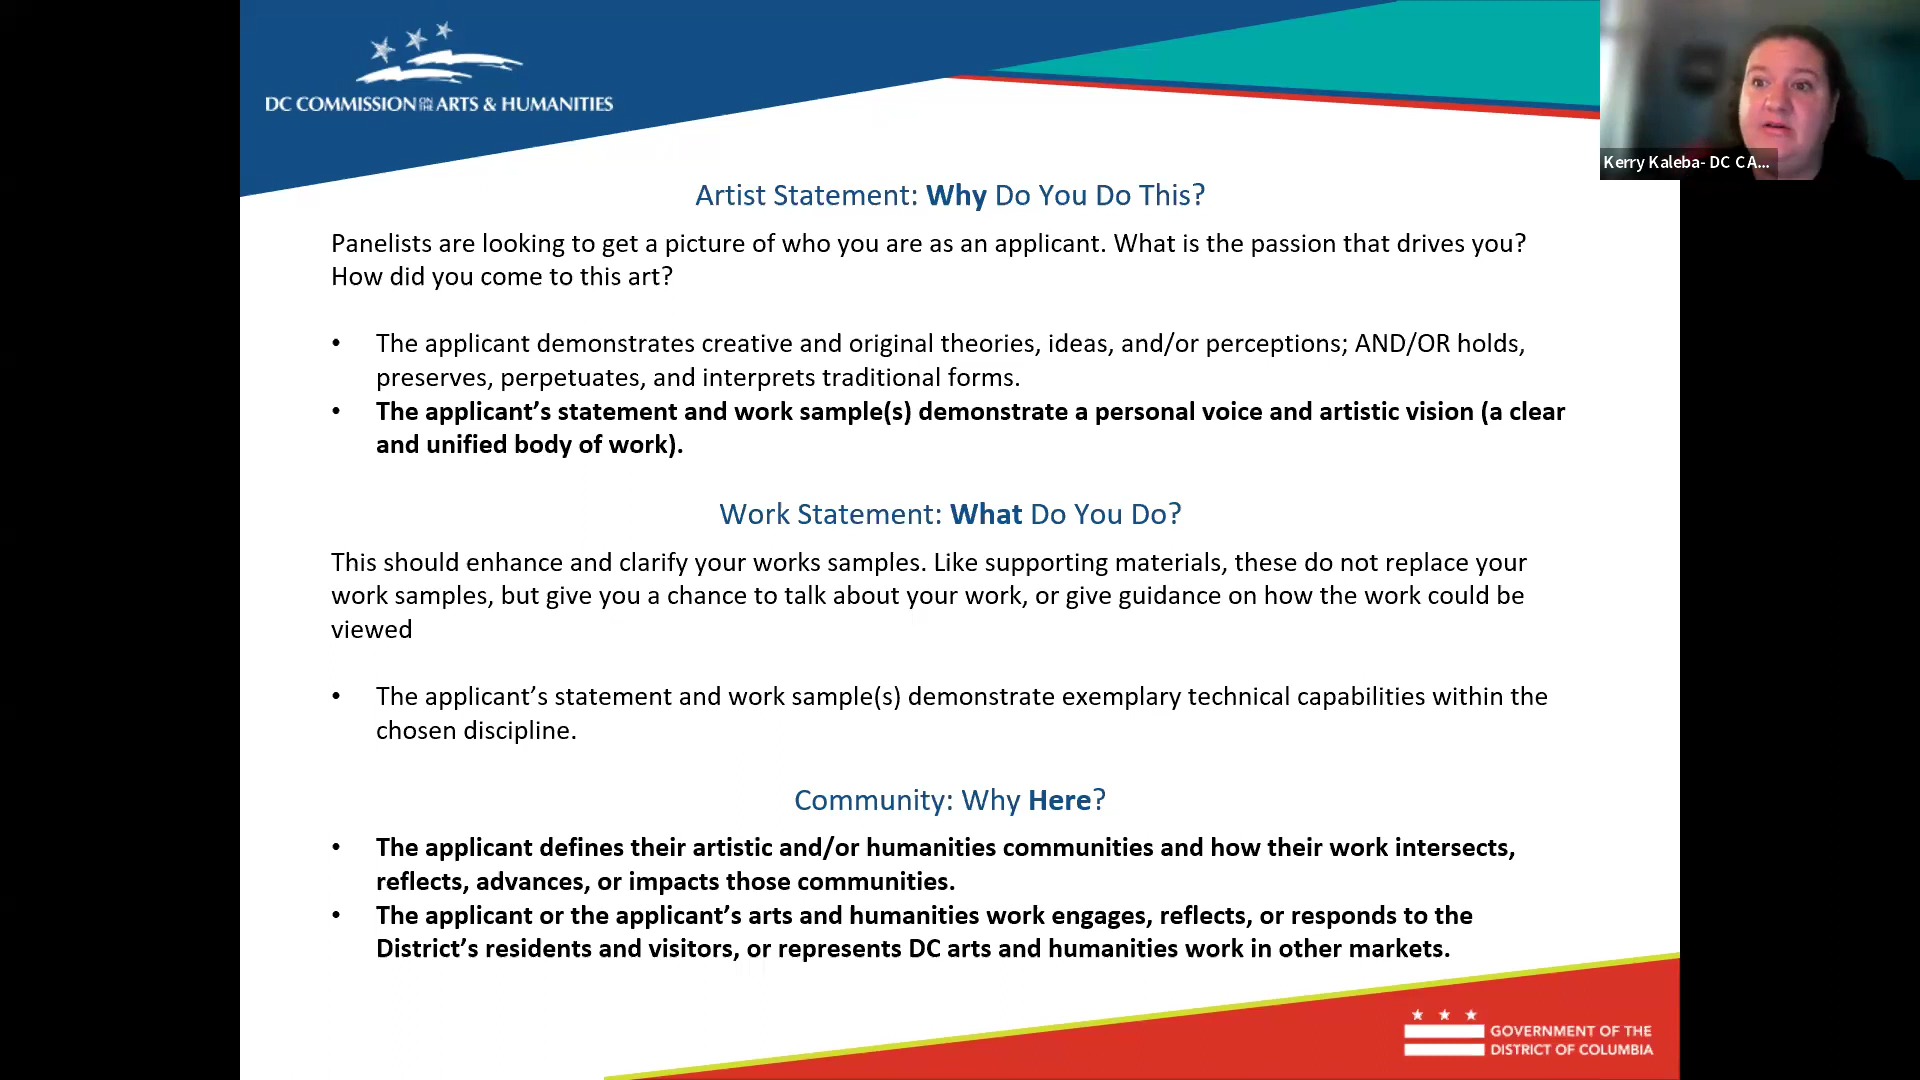 DC COMMISSION ON THE ARTS & HUMANITIES
Kerry Kaleba- DC CA...
Artist Statement: Why Do You Do This?
Panelists are looking to get a picture of who you are as an applicant. What is the passion that drives you?
How did you come to this art?
• The applicant demonstrates creative and original theories, ideas, and/or perceptions; AND/OR holds,
preserves, perpetuates, and interprets traditional forms.
• The applicant’s statement and work sample(s) demonstrate a personal voice and artistic vision (a clear
and unified body of work).
Work Statement: What Do You Do?
This should enhance and clarify your works samples. Like supporting materials, these do not replace your
work samples, but give you a chance to talk about your work, or give guidance on how the work could be
viewed
• The applicant’s statement and work sample(s) demonstrate exemplary technical capabilities within the
chosen discipline.
Community: Why Here?
• The applicant defines their artistic and/or humanities communities and how their work intersects,
reflects, advances, or impacts those communities.
• The applicant or the applicant’s arts and humanities work engages, reflects, or responds to the
District’s residents and visitors, or represents DC arts and humanities work in other markets.
GOVERNMENT OF THE
DISTRICT OF COLUMBIA